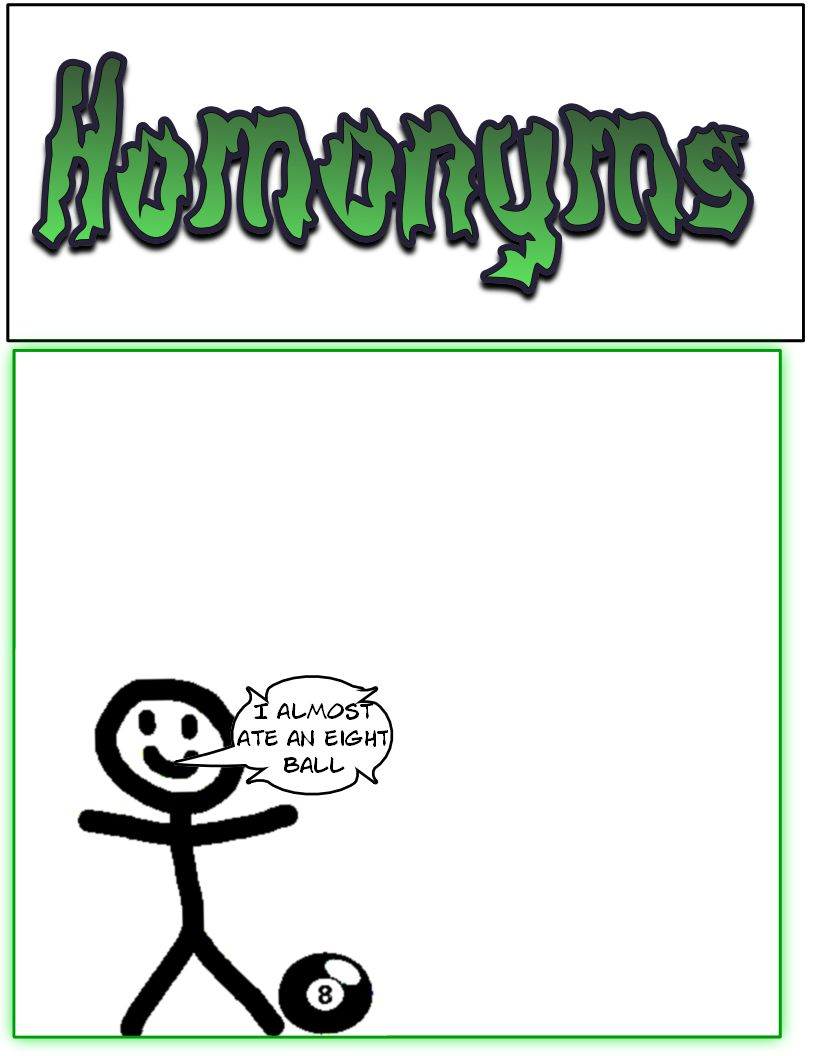 Homonyms
I ALMOST
ATE AN EIGHT
BALL
8